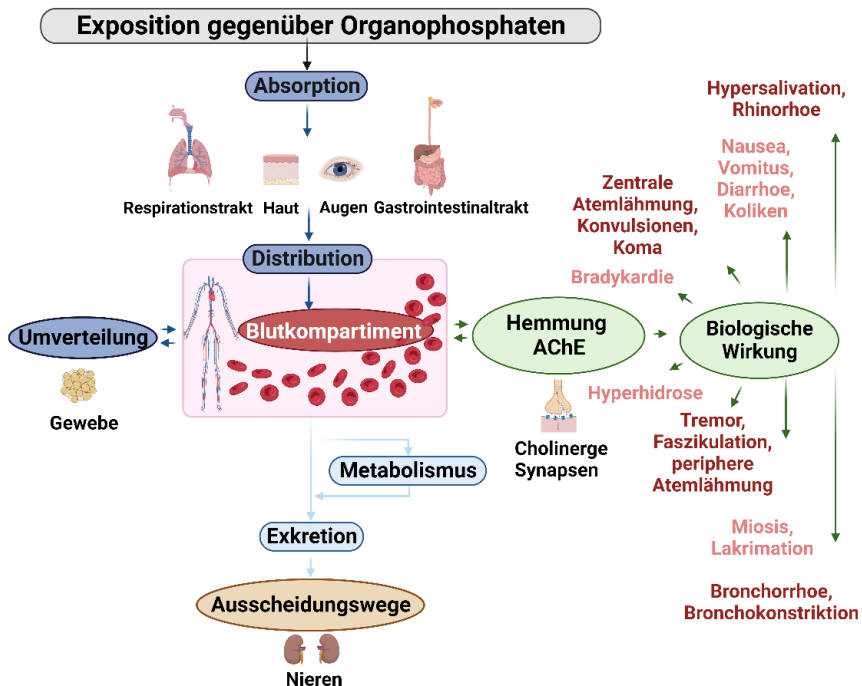 Exposition gegenüber Organophosphaten
Absorption
Respirationstrakt
Haut
Augen
Gastrointestinaltrakt
Distribution
Blutkompartiment
Umverteilung
Gewebe
Hemmung
AChE
Cholinerge
Synapsen
Biologische
Wirkung
Hypersalivation,
Rhinorhoe
Nausea,
Vomitus,
Diarrhoe,
Koliken
Zentrale
Atemlähmung,
Konvulsionen,
Koma
Bradykardie
Hyperhidrose
Tremor,
Faszikulation,
periphere
Atemlähmung
Miosis,
Lakrimation
Bronchorrhoe,
Bronchokonstriktion
Metabolismus
Exkretion
Ausscheidungswege
Nieren